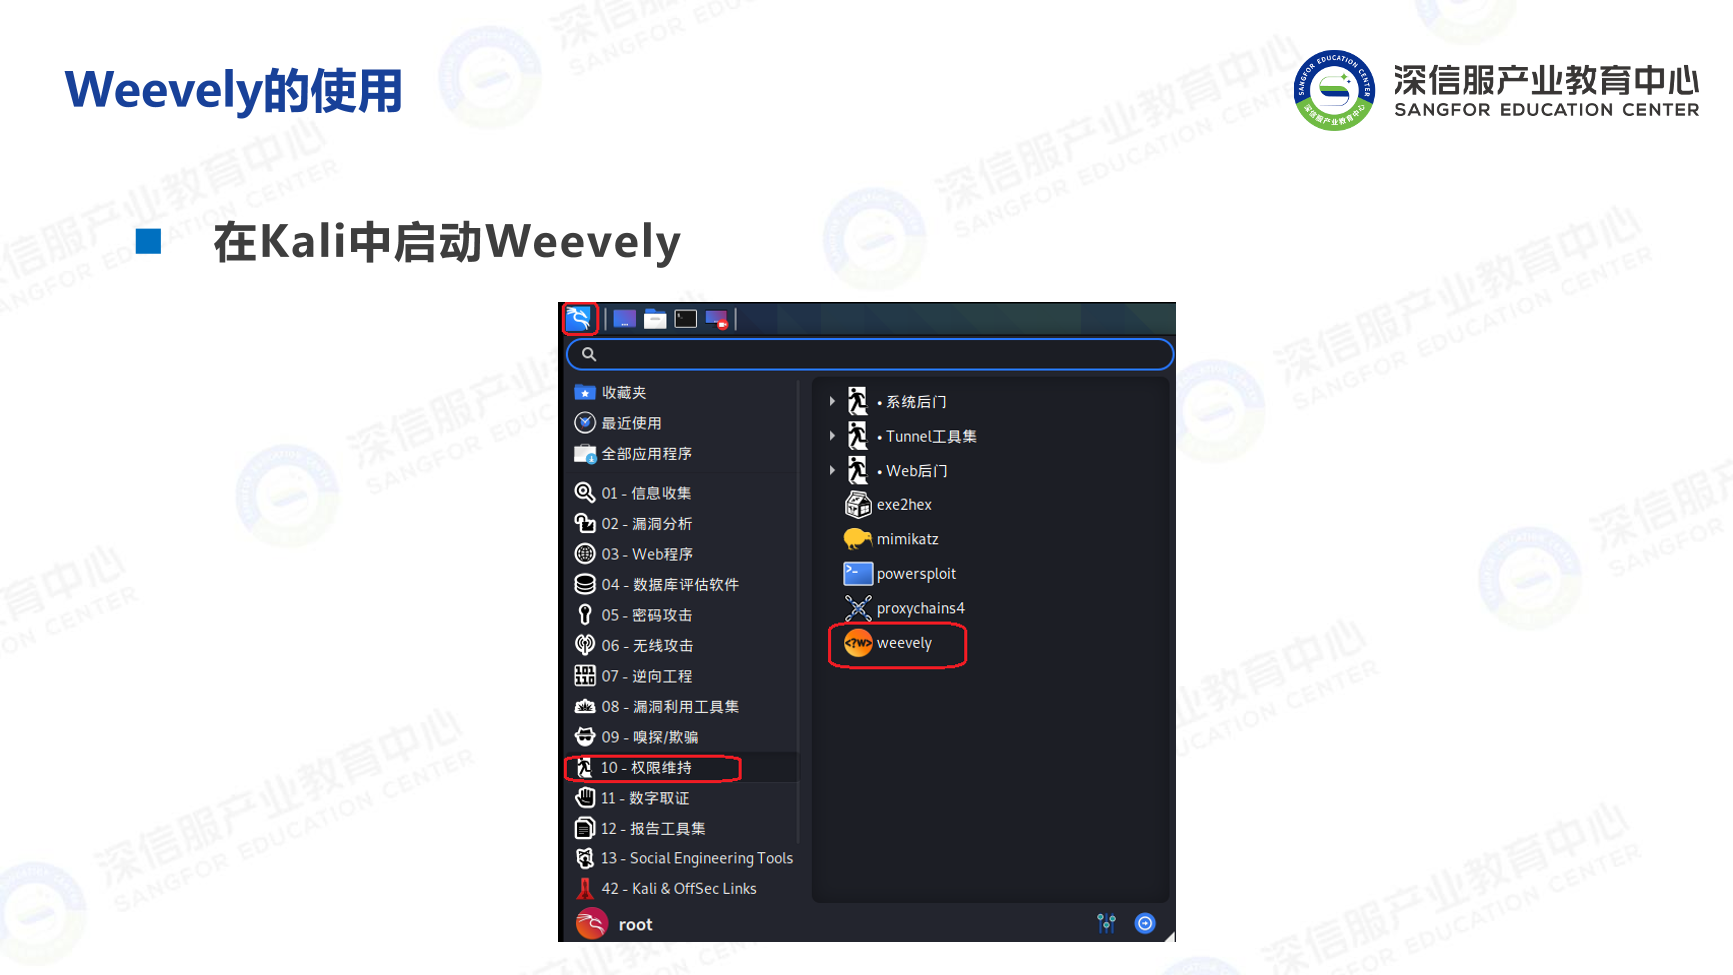 Weevely的使用
深信服产业教育中心
SANGFOR EDUCATION CENTER
在Kali中启动Weevely
收藏夹
最近使用
全部应用程序
01 - 信息收集
02 - 漏洞分析
03 - Web程序
04 - 数据库评估软件
05 - 密码攻击
06 - 无线攻击
07 - 逆向工程
08 - 漏洞利用工具集
09 - 嗅探/欺骗
10 - 权限维持
11 - 数字取证
12 - 报告工具集
13 - Social Engineering Tools
42 - Kali & OffSec Links
root
• 系统后门
• Tunnel工具集
• Web后门
exe2hex
mimikatz
powersploit
proxychains4
<?W> weevely